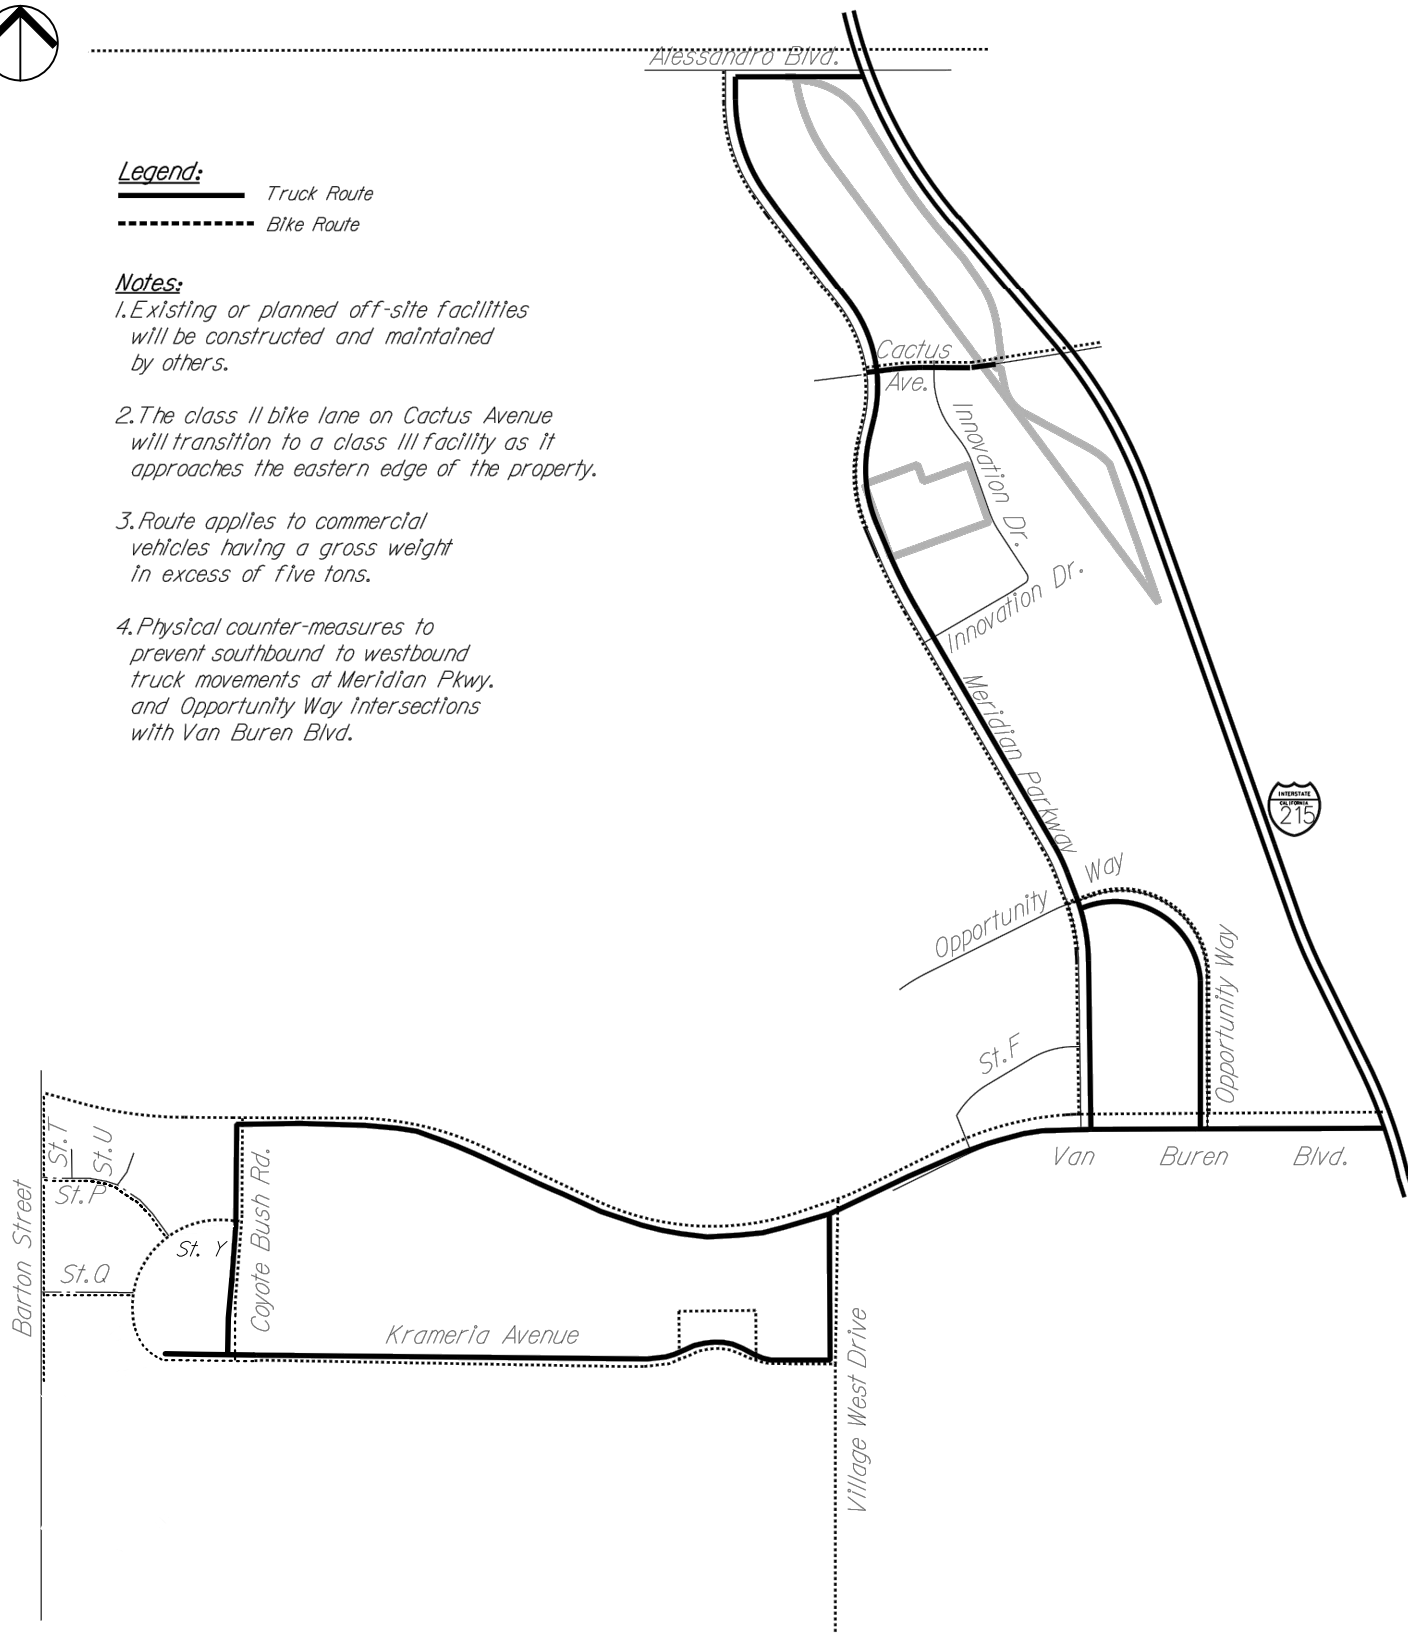 Alessandro Blvd.
Legend:
Truck Route
Bike Route
Notes:
1. Existing or planned off-site facilities
will be constructed and maintained
by others.
2. The class II bike lane on Cactus Avenue
will transition to a class III facility as it
approaches the eastern edge of the property.
3. Route applies to commercial
vehicles having a gross weight
in excess of five tons.
4. Physical counter-measures to
prevent southbound to westbound
truck movements at Meridian Pkwy.
and Opportunity Way intersections
with Van Buren Blvd.
Cactus
Ave.
Innovation Dr.
Innovation Dr.
Meridian Parkway
INTERSTATE
CALIFORNIA
215
Opportunity Way
Opportunity Way
St. F
Van Buren Blvd.
St. T
St. U
St. P
St. Y
St. Q
Barton Street
Coyote Bush Rd.
Krameria Avenue
Village West Drive